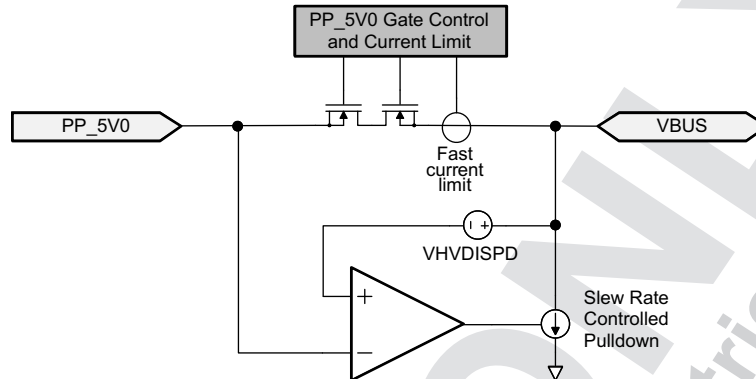 PP_5V0 Gate Control
and Current Limit
PP_5V0
VBUS
Fast
current
limit
− +
VHVDISPD
+
−
Slew Rate
Controlled
Pulldown